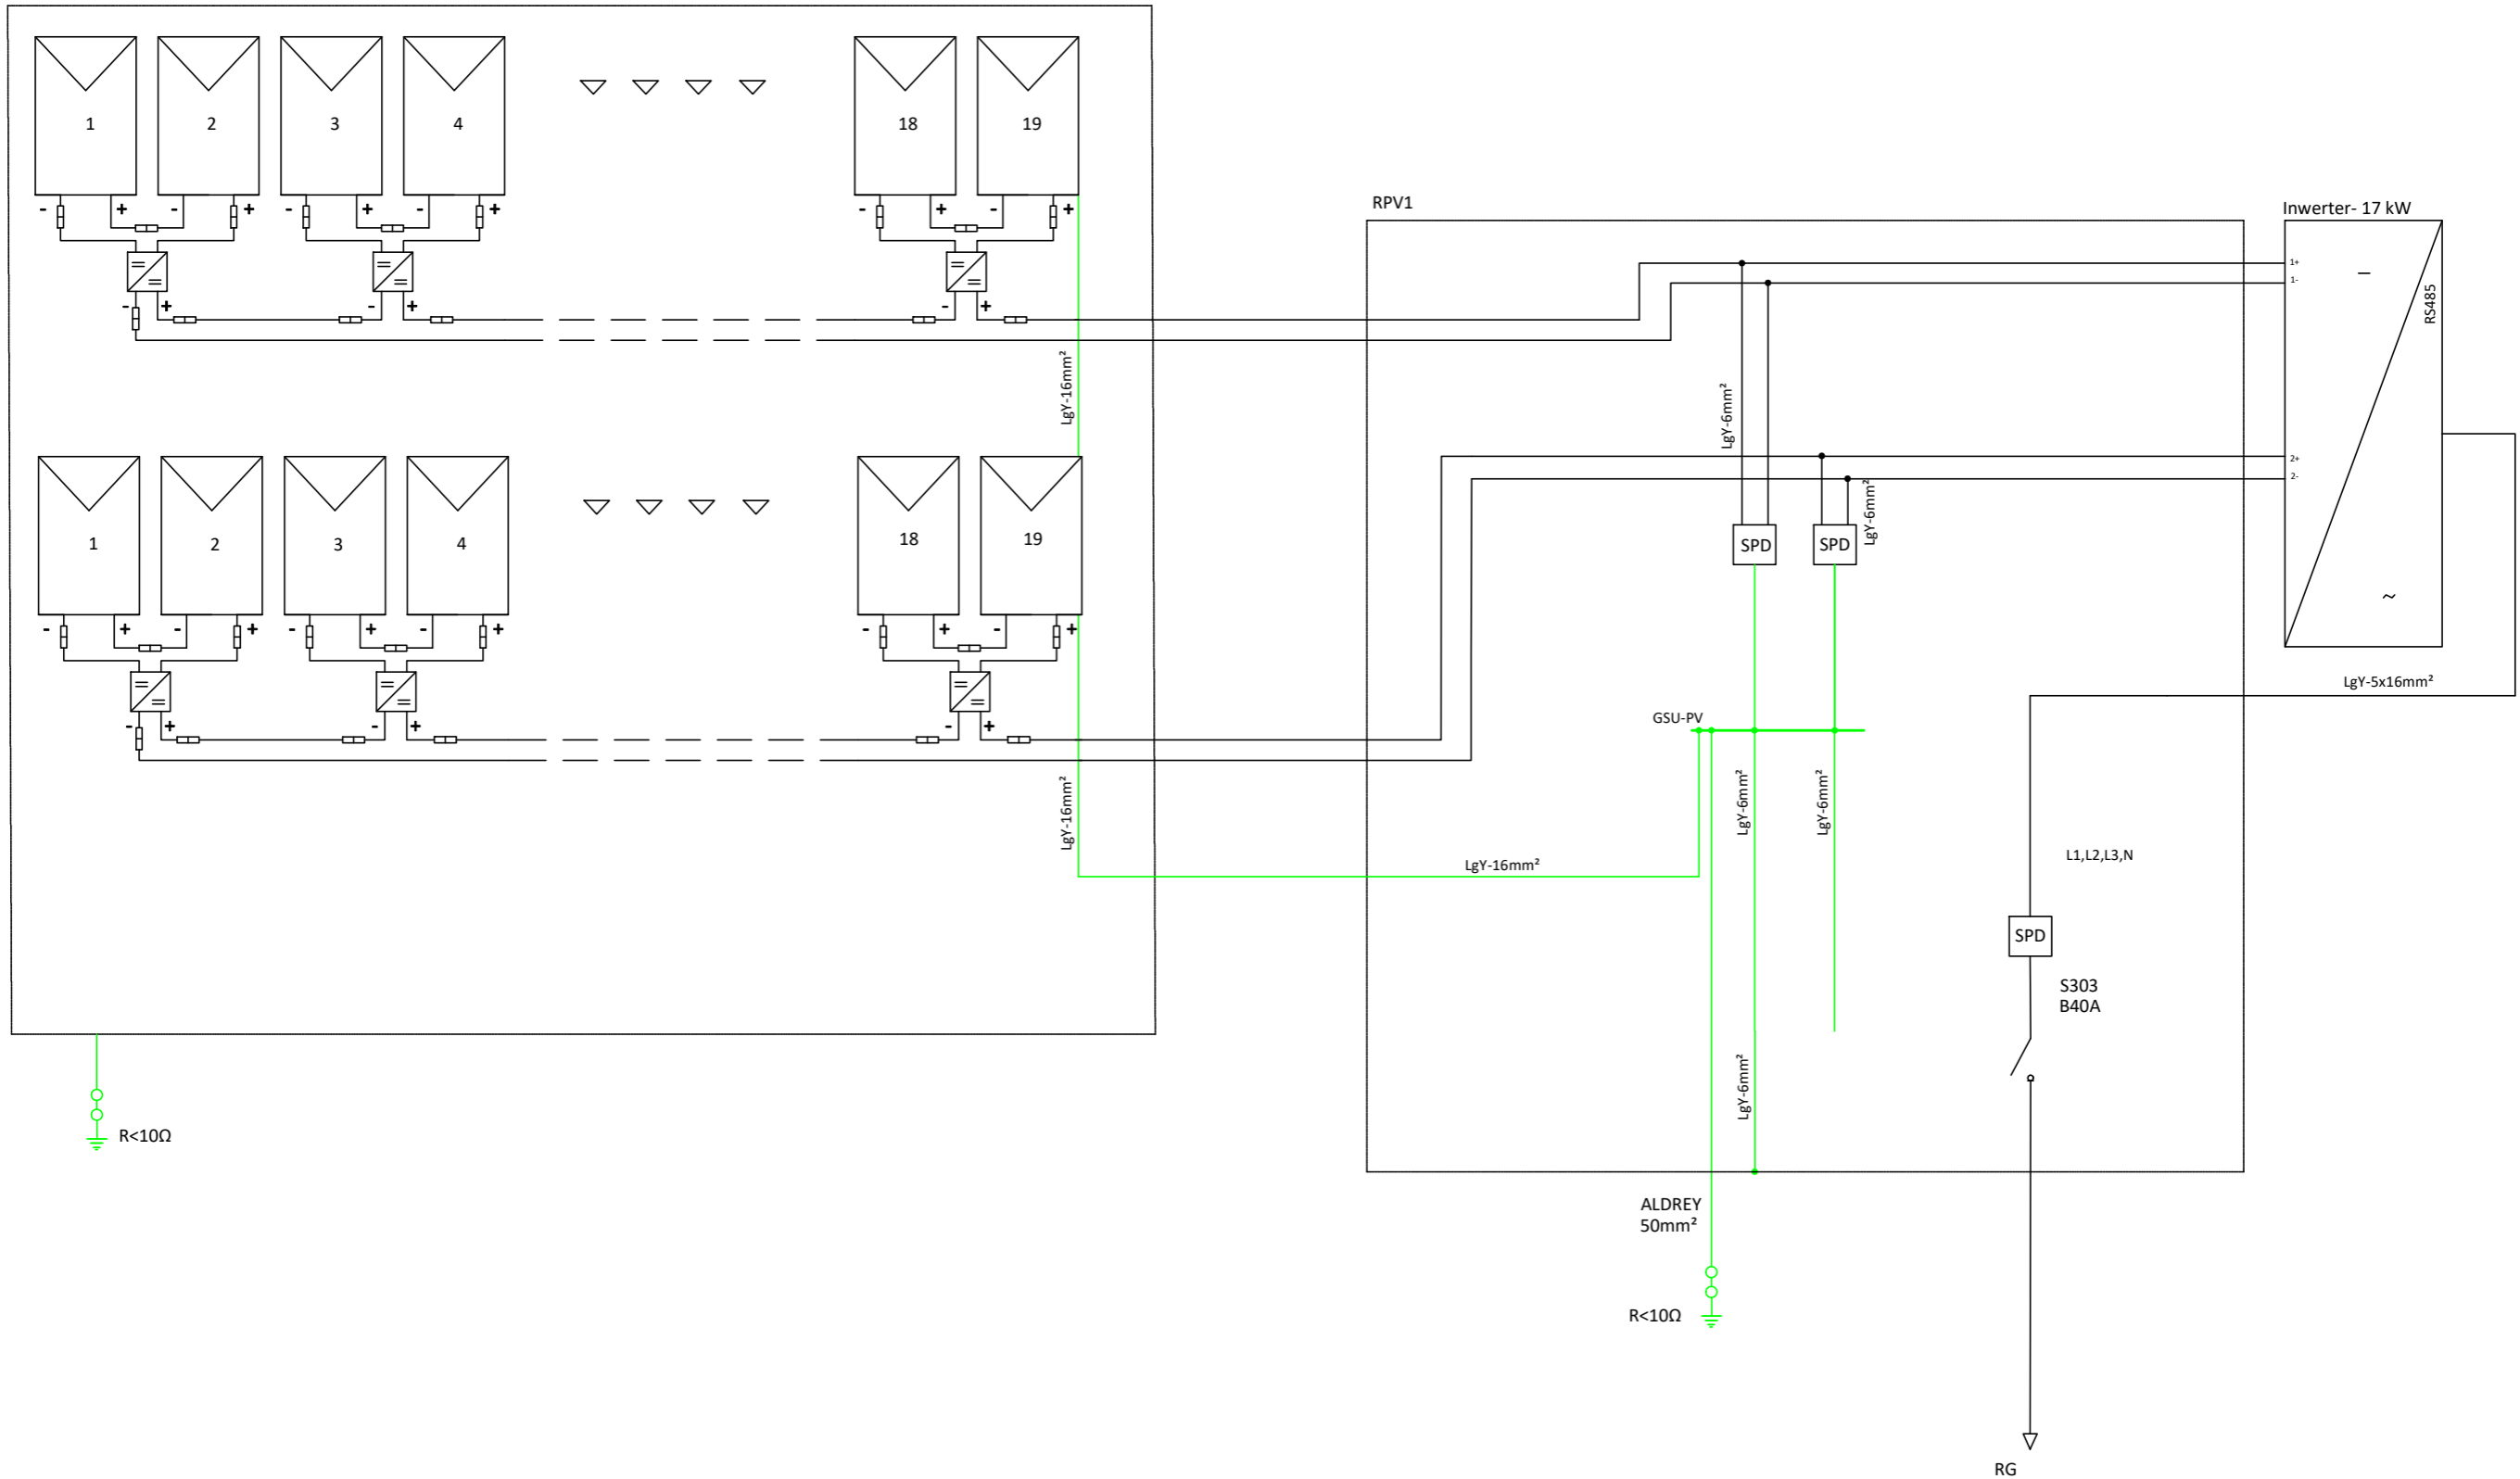 1 2 3 4 18 19
- + - + - + - + - + - +
- + - + - +
LgY-16mm²
1 2 3 4 18 19
- + - + - + - + - + - +
- + - + - +
LgY-16mm²
LgY-16mm²
RPV1
Inwerter- 17 kW
1+
1-
RS485
2+
2-
~
LgY-6mm²
LgY-6mm²
SPD
SPD
LgY-5x16mm²
GSU-PV
LgY-6mm²
LgY-6mm²
L1,L2,L3,N
SPD
S303
B40A
LgY-6mm²
R<10Ω
ALDREY
50mm²
R<10Ω
RG